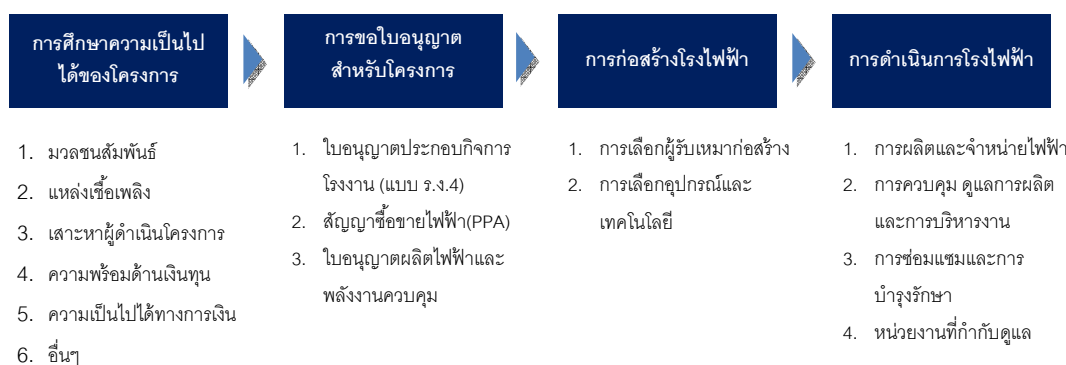 การศึกษาความเป็นไป
ได้ของโครงการ
1. มวลชนสัมพันธ์
2. แหล่งเชื้อเพลิง
3. เสาะหาผู้ดำเนินโครงการ
4. ความพร้อมด้านเงินทุน
5. ความเป็นไปได้ทางการเงิน
6. อื่นๆ
การขอใบอนุญาต
สำหรับโครงการ
1. ใบอนุญาตประกอบกิจการ
โรงงาน (แบบ ร.ง.4)
2. สัญญาซื้อขายไฟฟ้า(PPA)
3. ใบอนุญาตผลิตไฟฟ้าและ
พลังงานควบคุม
การก่อสร้างโรงไฟฟ้า
1. การเลือกผู้รับเหมาก่อสร้าง
2. การเลือกอุปกรณ์และ
เทคโนโลยี
การดำเนินการโรงไฟฟ้า
1. การผลิตและจำหน่ายไฟฟ้า
2. การควบคุม ดูแลการผลิต
และการบริหารงาน
3. การซ่อมแซมและการ
บำรุงรักษา
4. หน่วยงานที่กำกับดูแล